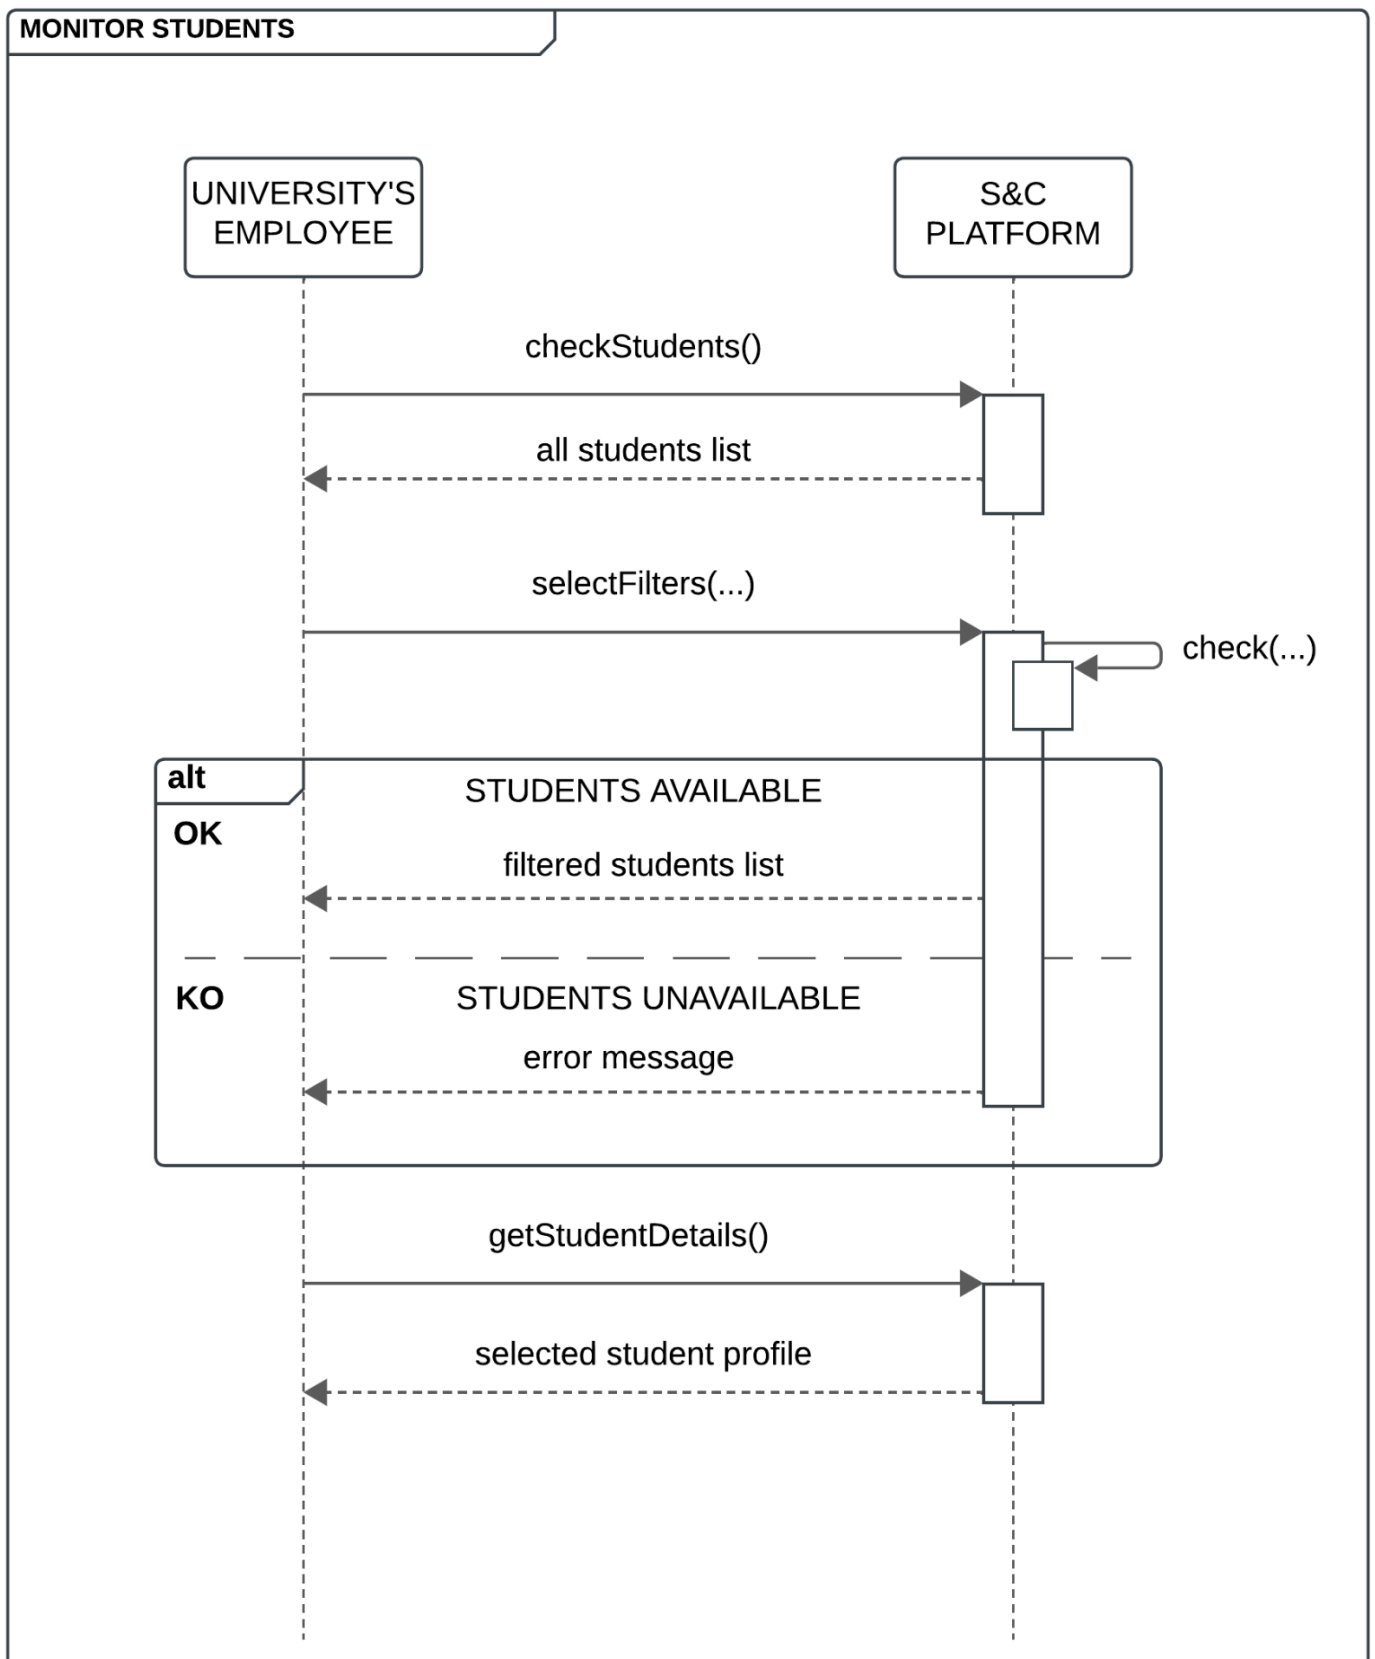 MONITOR STUDENTS
UNIVERSITY'S
EMPLOYEE
S&C
PLATFORM
checkStudents()
all students list
selectFilters(...)
check(...)
alt
STUDENTS AVAILABLE
OK
filtered students list
KO
STUDENTS UNAVAILABLE
error message
getStudentDetails()
selected student profile